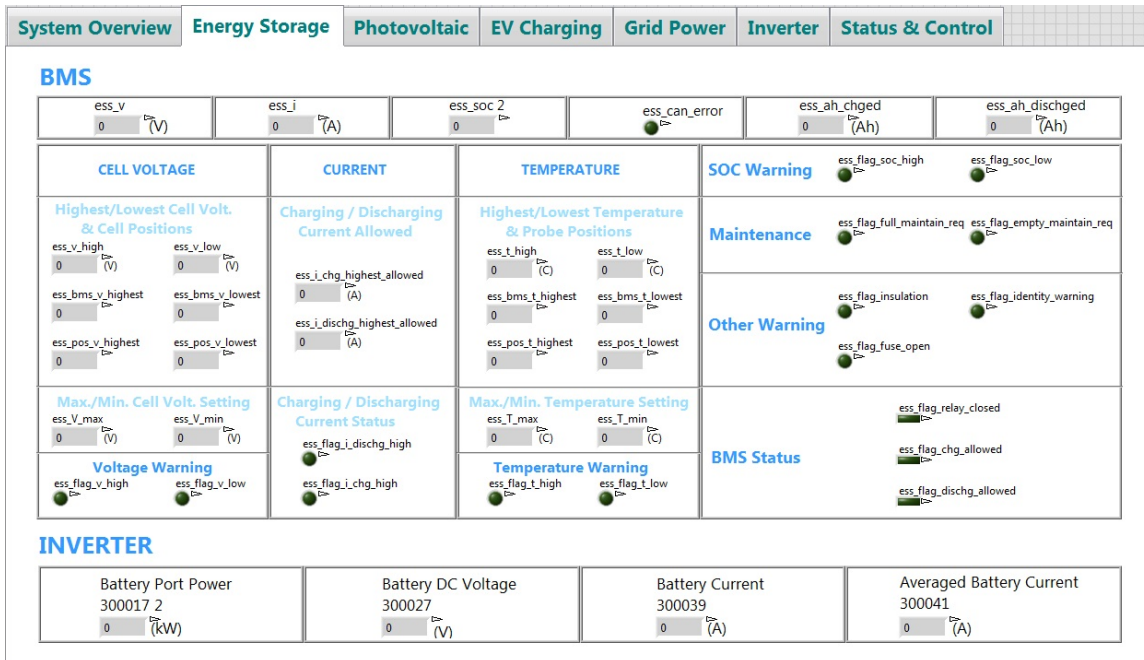 System Overview Energy Storage Photovoltaic EV Charging Grid Power Inverter Status & Control
BMS
ess_v ess_i ess_soc 2 ess_can_error ess_ah_chged ess_ah_dischged
0 (V) 0 (A) 0 0 (Ah) 0 (Ah)
CELL VOLTAGE CURRENT TEMPERATURE SOC Warning ess_flag_soc_high ess_flag_soc_low
Highest/Lowest Cell Volt.
& Cell Positions
ess_v_high ess_v_low
0 (V) 0 (V)
ess_bms_v_highest ess_bms_v_lowest
0 0
ess_pos_v_highest ess_pos_v_lowest
0 0
Charging / Discharging
Current Allowed
ess_i_chg_highest_allowed
0 (A)
ess_i_dischg_highest_allowed
0 (A)
Highest/Lowest Temperature
& Probe Positions
ess_t_high ess_t_low
0 (C) 0 (C)
ess_bms_t_highest ess_bms_t_lowest
0 0
ess_pos_t_highest ess_pos_t_lowest
0 0
Maintenance ess_flag_full_maintain_req ess_flag_empty_maintain_req
Other Warning ess_flag_insulation ess_flag_identity_warning
ess_flag_fuse_open
Max./Min. Cell Volt. Setting
ess_V_max ess_V_min
0 (V) 0 (V)
Voltage Warning
ess_flag_v_high ess_flag_v_low
Charging / Discharging
Current Status
ess_flag_i_dischg_high
ess_flag_i_chg_high
Max./Min. Temperature Setting
ess_T_max ess_T_min
0 (C) 0 (C)
Temperature Warning
ess_flag_t_high ess_flag_t_low
BMS Status
ess_flag_relay_closed
ess_flag_chg_allowed
ess_flag_dischg_allowed
INVERTER
Battery Port Power Battery DC Voltage Battery Current Averaged Battery Current
300017 2 300027 300039 300041
0 (kW) 0 (V) 0 (A) 0 (A)